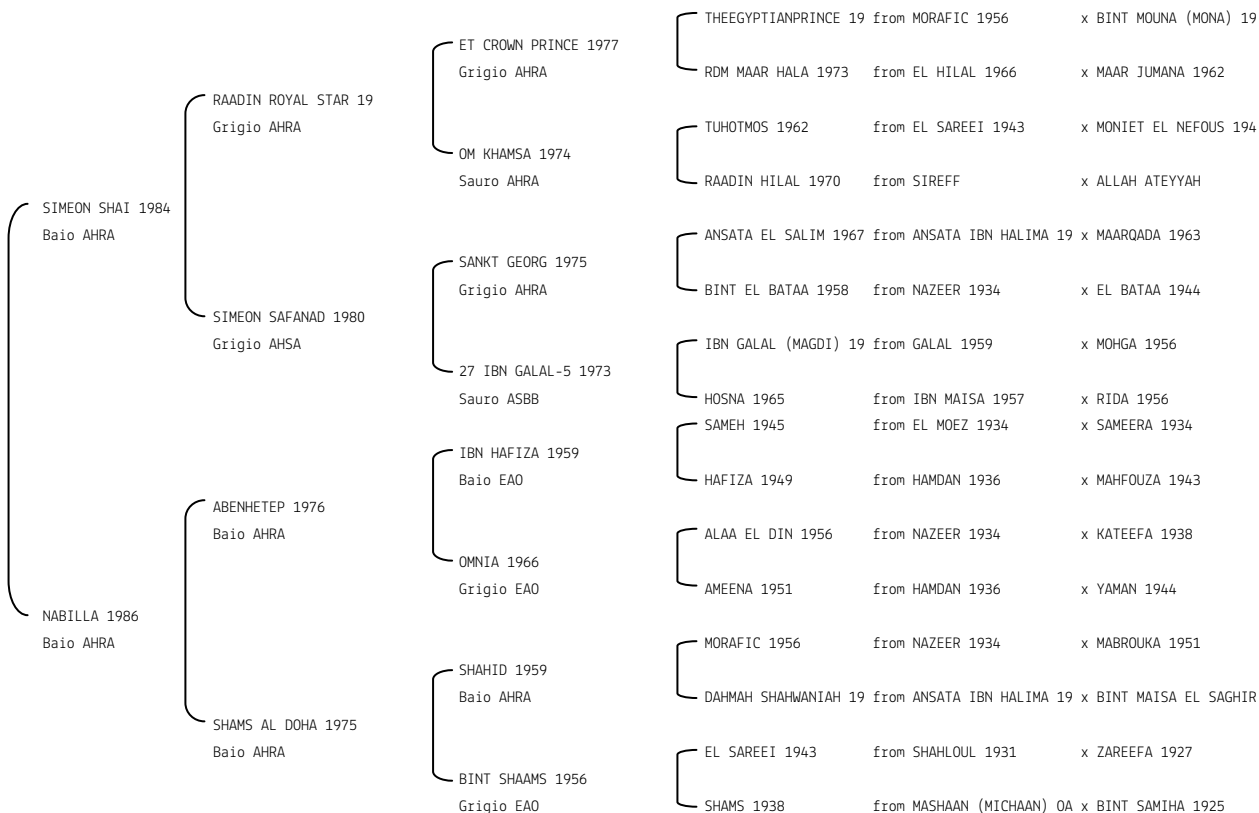 THEEGYPTIANPRINCE 19 from MORAFIC 1956 x BINT MOUNA (MONA) 19
ET CROWN PRINCE 1977
Grigio AHRA
RDM MAAR HALA 1973 from EL HILAL 1966 x MAAR JUMANA 1962
RAADIN ROYAL STAR 19
Grigio AHRA
TUHOTMOS 1962 from EL SAREEI 1943 x MONIET EL NEFOUS 194
OM KHAMSA 1974
Sauro AHRA
RAADIN HILAL 1970 from SIREFF x ALLAH ATEYYAH
SIMEON SHAI 1984
Baio AHRA
ANSATA EL SALIM 1967 from ANSATA IBN HALIMA 19 x MAARQADA 1963
SANKT GEORG 1975
Grigio AHRA
BINT EL BATAA 1958 from NAZEER 1934 x EL BATAA 1944
SIMEON SAFANAD 1980
Grigio AHSA
IBN GALAL (MAGDI) 19 from GALAL 1959 x MOHGA 1956
27 IBN GALAL-5 1973
Sauro ASBB
HOSNA 1965 from IBN MAISA 1957 x RIDA 1956
SAMEH 1945 from EL MOEZ 1934 x SAMEERA 1934
IBN HAFIZA 1959
Baio EAO
HAFIZA 1949 from HAMDAN 1936 x MAHFOUZA 1943
ABENHETEP 1976
Baio AHRA
ALAA EL DIN 1956 from NAZEER 1934 x KATEEFA 1938
OMNIA 1966
Grigio EAO
AMEENA 1951 from HAMDAN 1936 x YAMAN 1944
NABILLA 1986
Baio AHRA
MORAFIC 1956 from NAZEER 1934 x MABROUKA 1951
SHAHID 1959
Baio AHRA
DAHMAH SHAHWANIAH 19 from ANSATA IBN HALIMA 19 x BINT MAISA EL SAGHIR
SHAMS AL DOHA 1975
Baio AHRA
EL SAREEI 1943 from SHAHLOUL 1931 x ZAREEFA 1927
BINT SHAAMS 1956
Grigio EAO
SHAMS 1938 from MASHAAN (MICHAAN) OA x BINT SAMIHA 1925